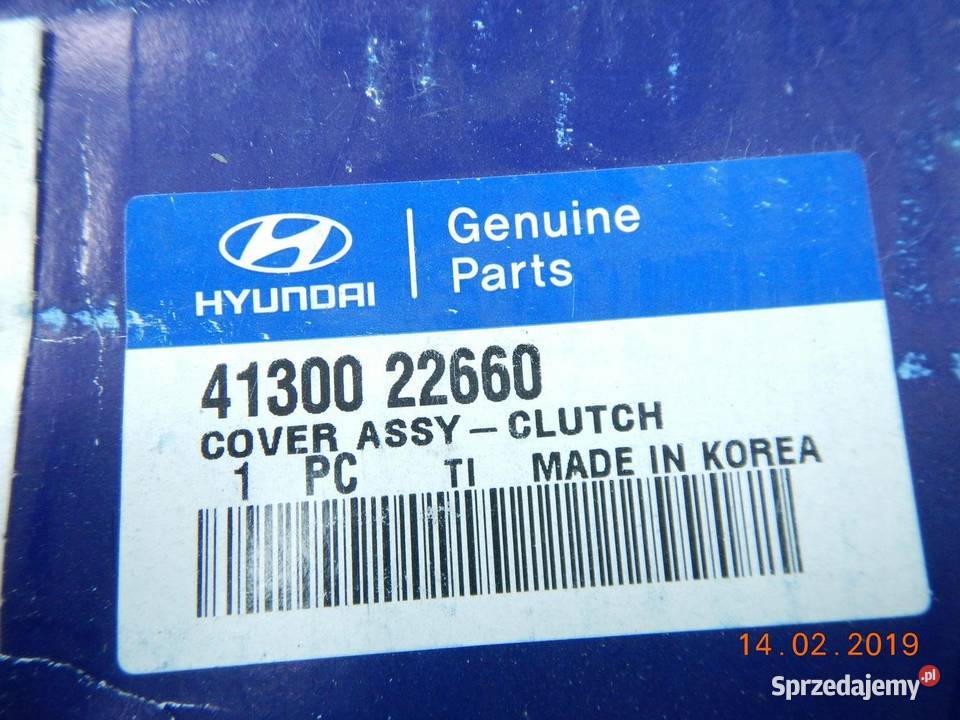 HYUNDAI
Genuine
Parts
41300 22660
COVER ASSY - CLUTCH
1 PC TI MADE IN KOREA
14.02.2019
Sprzedajemy.pl